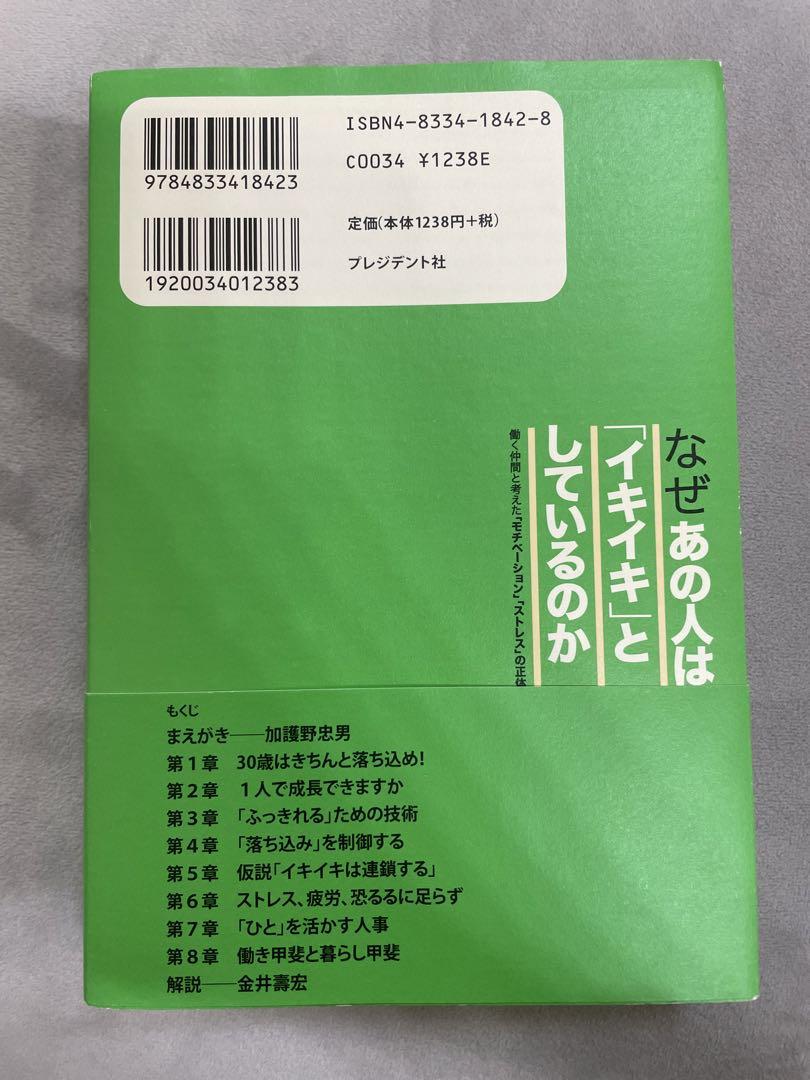 ISBN4-8334-1842-8
C0034 ¥1238E
9784833418423
定価(本体1238円+税)
プレジデント社
1920034012383
なぜあの人は
「イキイキ」と
しているのか
働く仲間と考えた「モチベーション」「ストレス」の正体
もくじ
まえがき──加護野忠男
第1章 30歳はきちんと落ち込め!
第2章 1人で成長できますか
第3章 「ふっきれる」ための技術
第4章 「落ち込み」を制御する
第5章 仮説「イキイキは連鎖する」
第6章 ストレス、疲労、恐るるに足らず
第7章 「ひと」を活かす人事
第8章 働き甲斐と暮らし甲斐
解説──金井壽宏